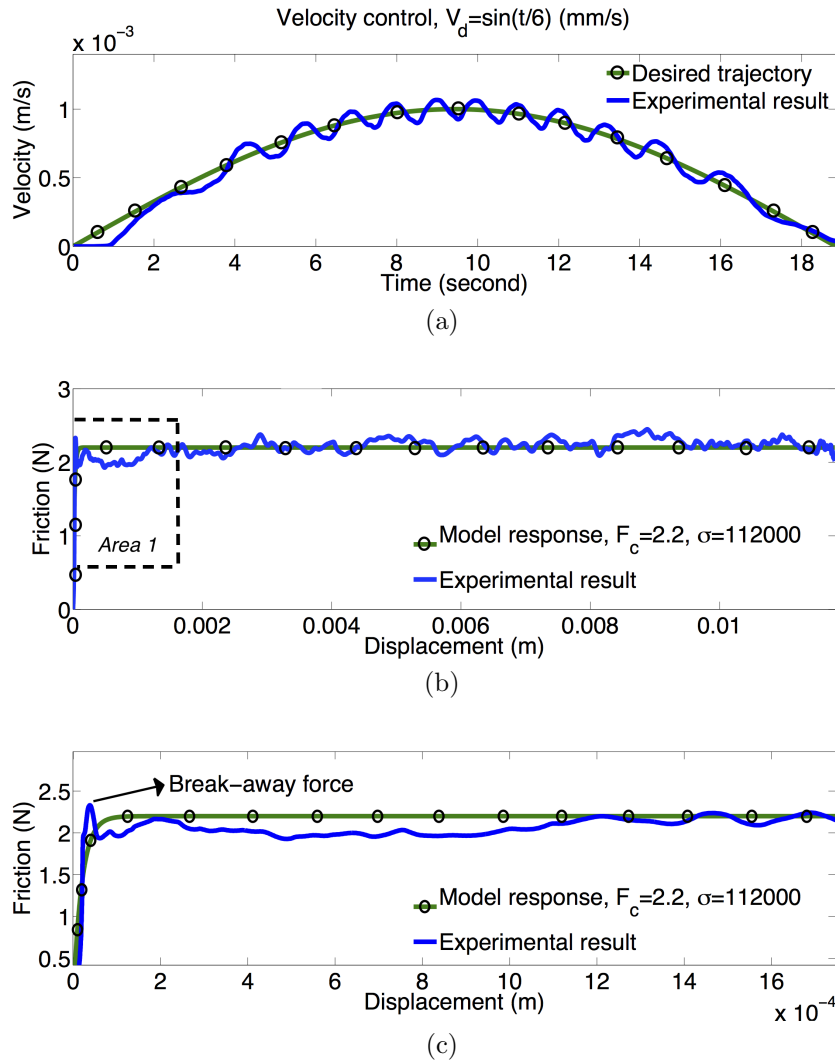 Velocity control, V_d=sin(t/6) (mm/s)
x 10^−3
Velocity (m/s)
1
0.5
0
Desired trajectory
Experimental result
0 2 4 6 8 10 12 14 16 18
Time (second)
(a)
Friction (N)
3
2
1
0
Area 1
Model response, F_c=2.2, σ=112000
Experimental result
0 0.002 0.004 0.006 0.008 0.01
Displacement (m)
(b)
Friction (N)
2.5
2
1.5
1
0.5
Break−away force
Model response, F_c=2.2, σ=112000
Experimental result
0 2 4 6 8 10 12 14 16
Displacement (m)
x 10^−4
(c)